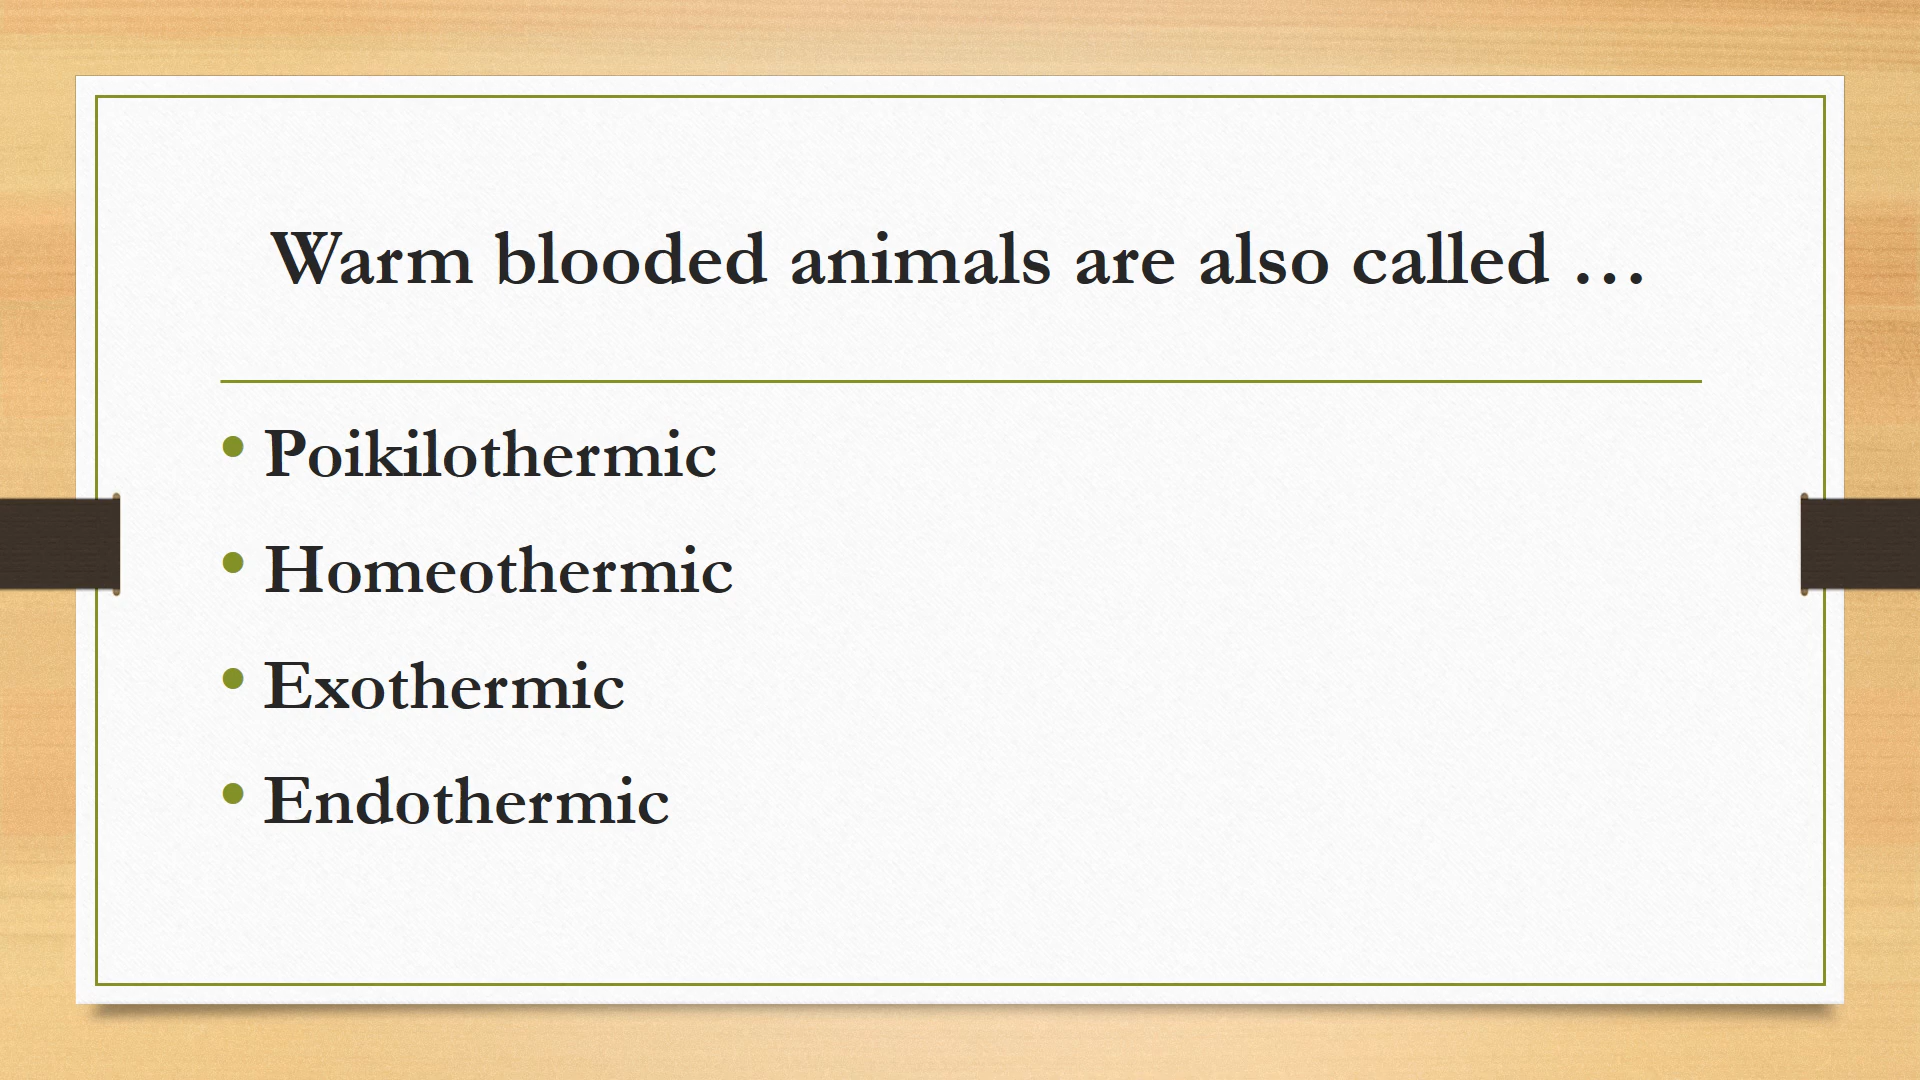 Warm blooded animals are also called …
• Poikilothermic
• Homeothermic
• Exothermic
• Endothermic